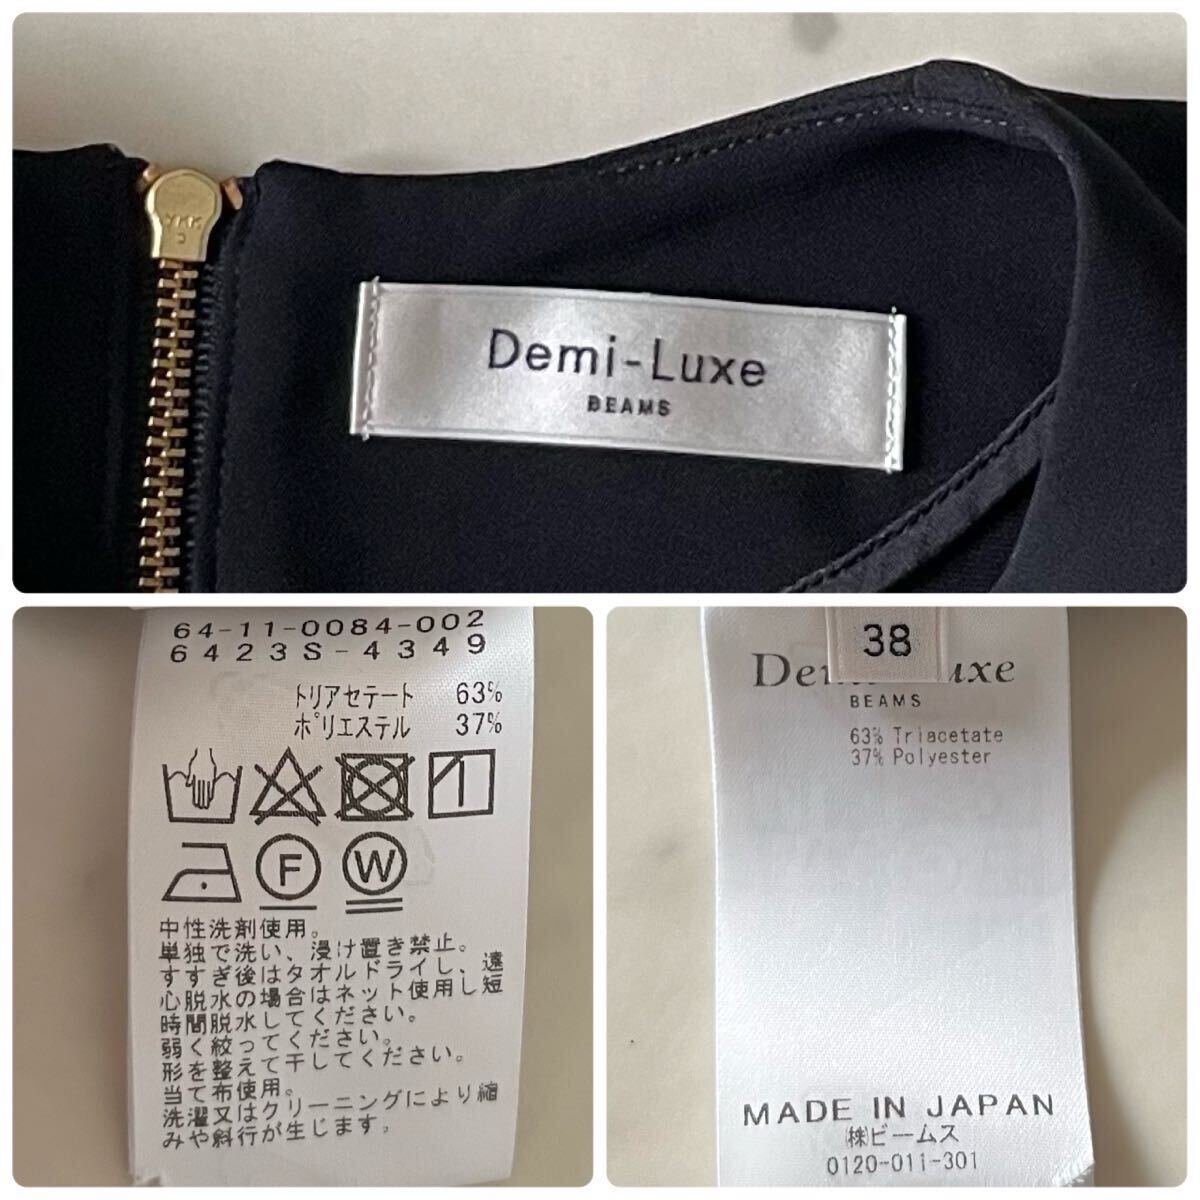 YKK
Demi-Luxe
BEAMS
64-11-0084-002
6423S-4349
トリアセテート 63%
ポリエステル 37%
F W
中性洗剤使用。
単独で洗い、浸け置き禁止。
すすぎ後はタオルドライし、遠
心脱水の場合はネット使用し短
時間脱水してください。
弱く絞ってください。
形を整えて干してください。
当て布使用。
洗濯又はクリーニングにより縮
みや斜行が生じます。
38
Demi-Luxe
BEAMS
63% Triacetate
37% Polyester
MADE IN JAPAN
㈱ビームス
0120-011-301